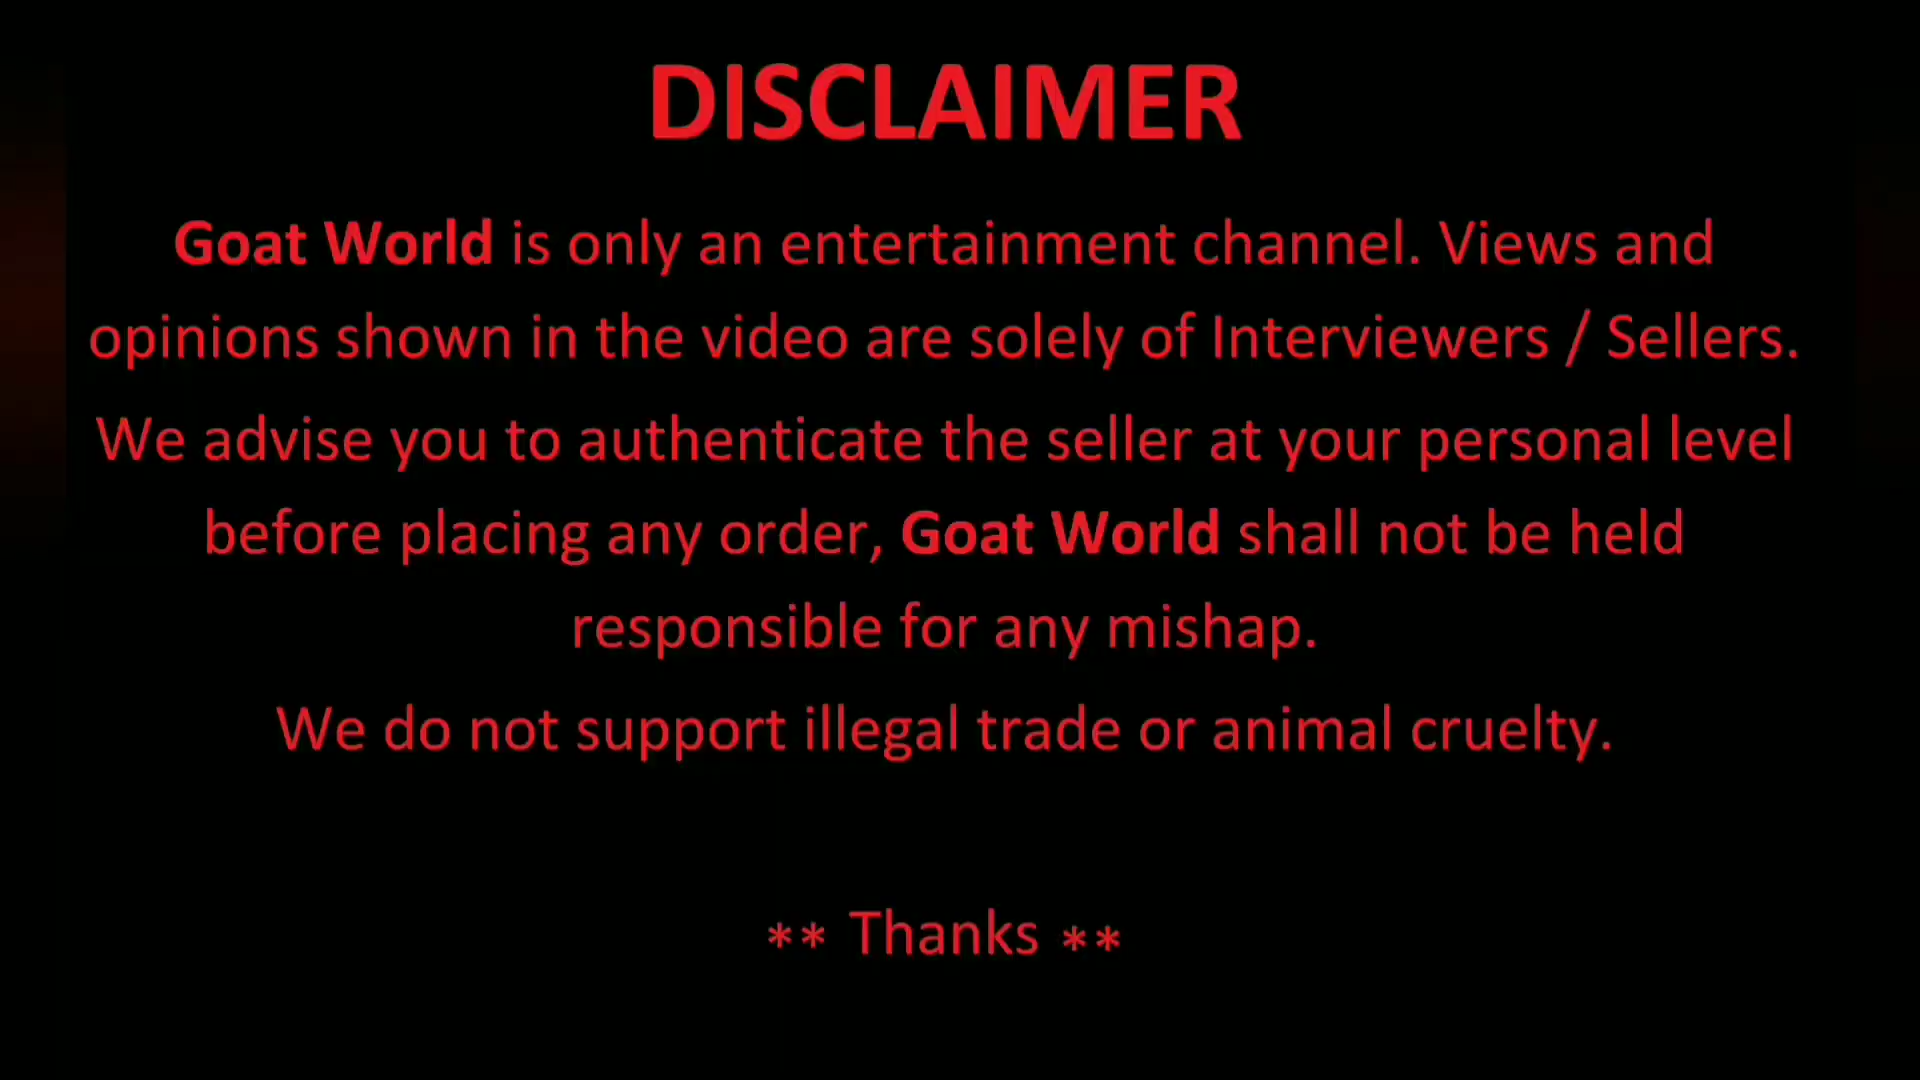 DISCLAIMER
Goat World is only an entertainment channel. Views and
opinions shown in the video are solely of Interviewers / Sellers.
We advise you to authenticate the seller at your personal level
before placing any order, Goat World shall not be held
responsible for any mishap.
We do not support illegal trade or animal cruelty.
** Thanks **